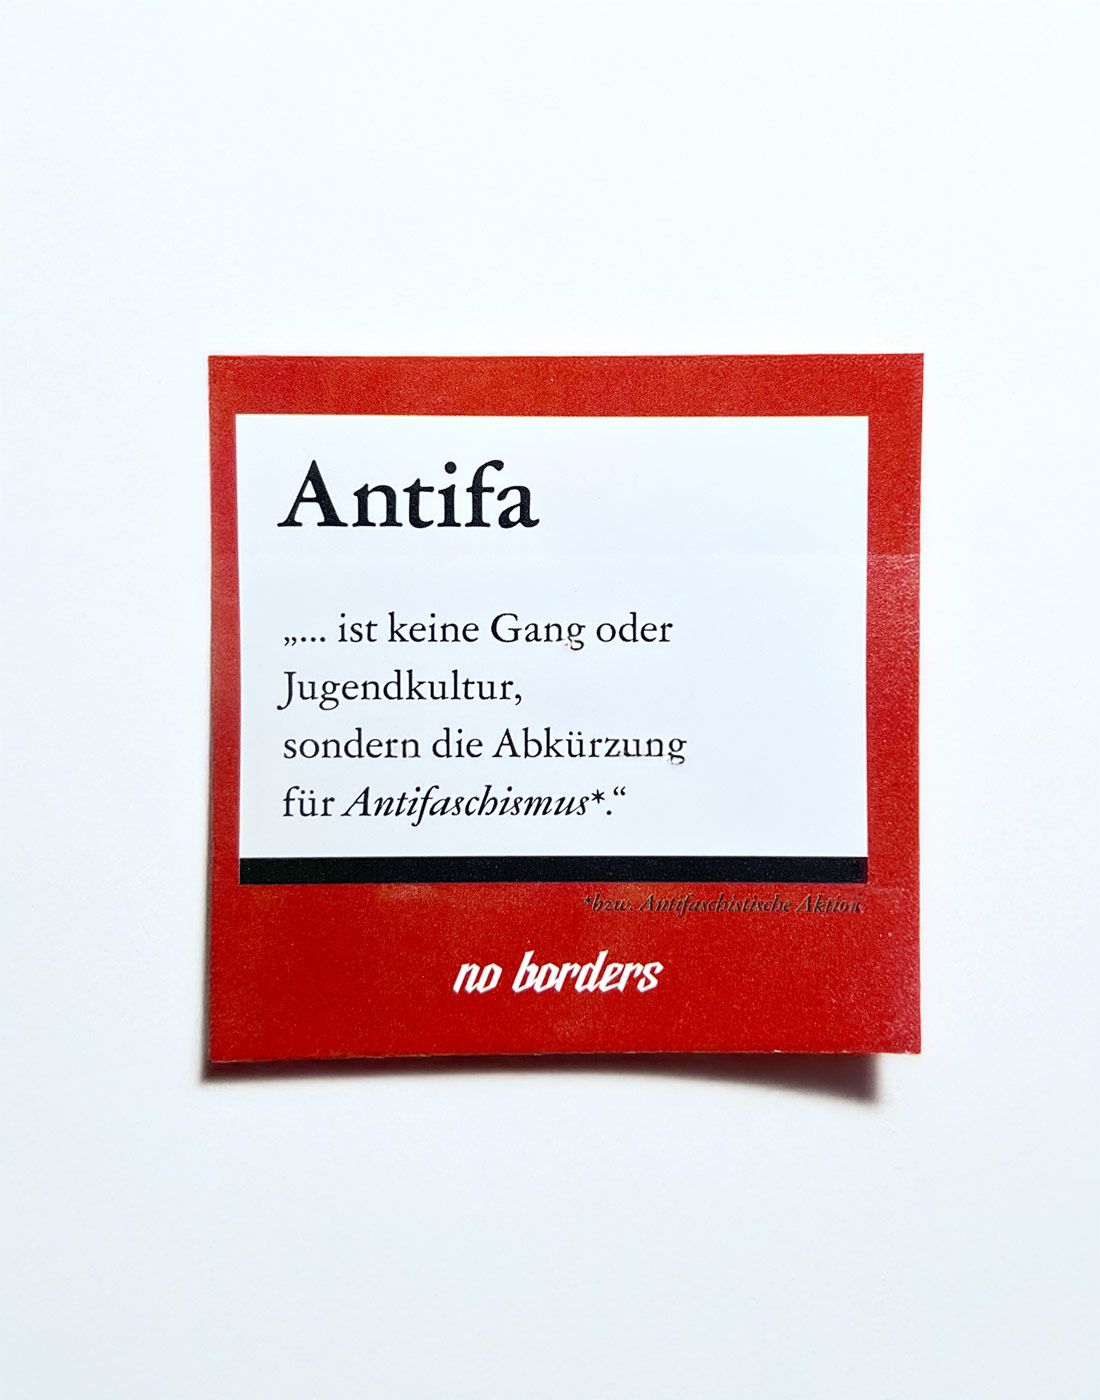 Antifa
„... ist keine Gang oder
Jugendkultur,
sondern die Abkürzung
für Antifaschismus*.“
*bzw. Antifaschistische Aktion
no borders